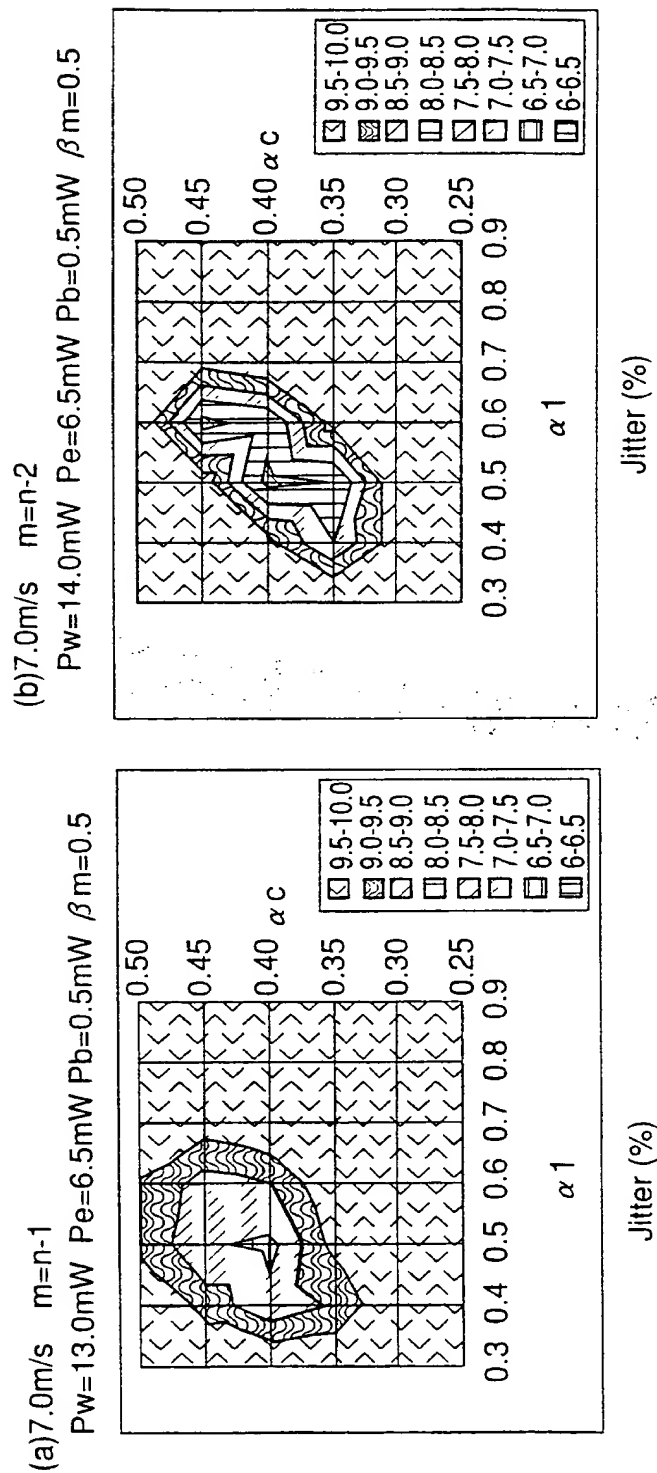 (a)7.0m/s m=n-1
Pw=13.0mW Pe=6.5mW Pb=0.5mW βm=0.5
0.50
0.45
0.40
0.35
0.30
0.25
αc
0.3 0.4 0.5 0.6 0.7 0.8 0.9
α1
9.5-10.0
9.0-9.5
8.5-9.0
8.0-8.5
7.5-8.0
7.0-7.5
6.5-7.0
6-6.5
Jitter (%)
(b)7.0m/s m=n-2
Pw=14.0mW Pe=6.5mW Pb=0.5mW βm=0.5
0.50
0.45
0.40
0.35
0.30
0.25
αc
0.3 0.4 0.5 0.6 0.7 0.8 0.9
α1
9.5-10.0
9.0-9.5
8.5-9.0
8.0-8.5
7.5-8.0
7.0-7.5
6.5-7.0
6-6.5
Jitter (%)